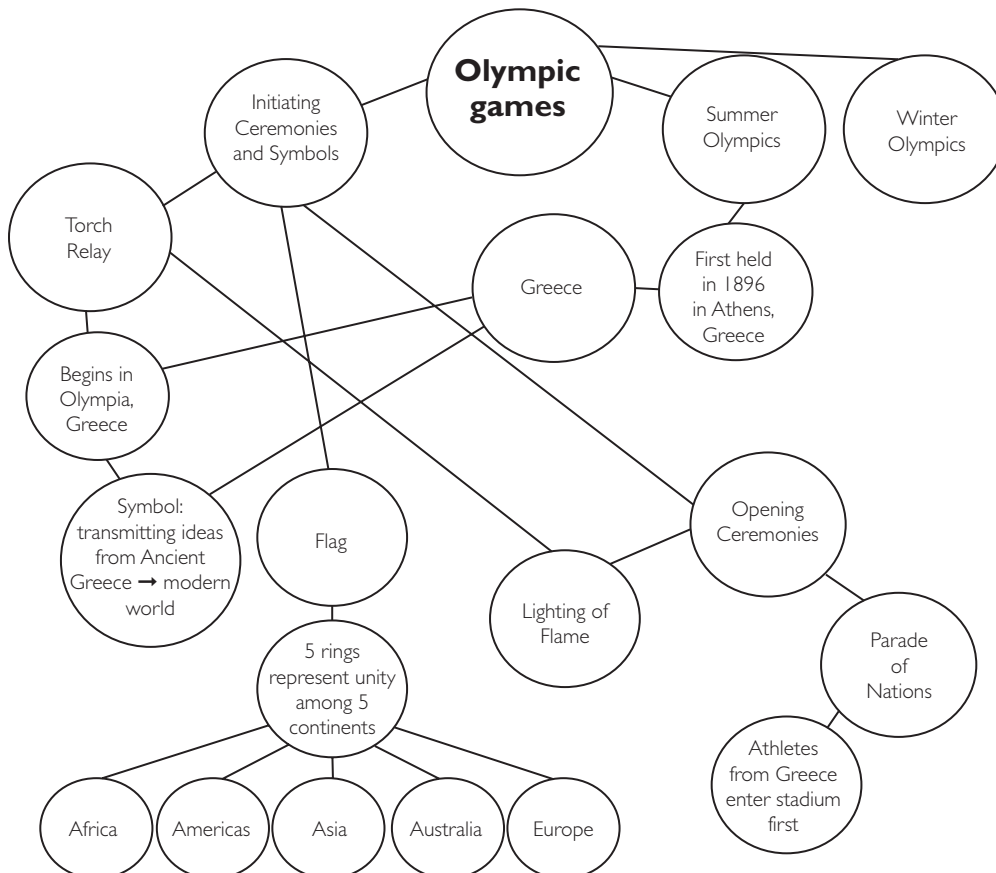 Olympic
games
Initiating
Ceremonies
and Symbols
Summer
Olympics
Winter
Olympics
Torch
Relay
Greece
First held
in 1896
in Athens,
Greece
Begins in
Olympia,
Greece
Symbol:
transmitting ideas
from Ancient
Greece ➞ modern
world
Flag
Opening
Ceremonies
Lighting of
Flame
Parade
of
Nations
5 rings
represent unity
among 5
continents
Athletes
from Greece
enter stadium
first
Africa
Americas
Asia
Australia
Europe